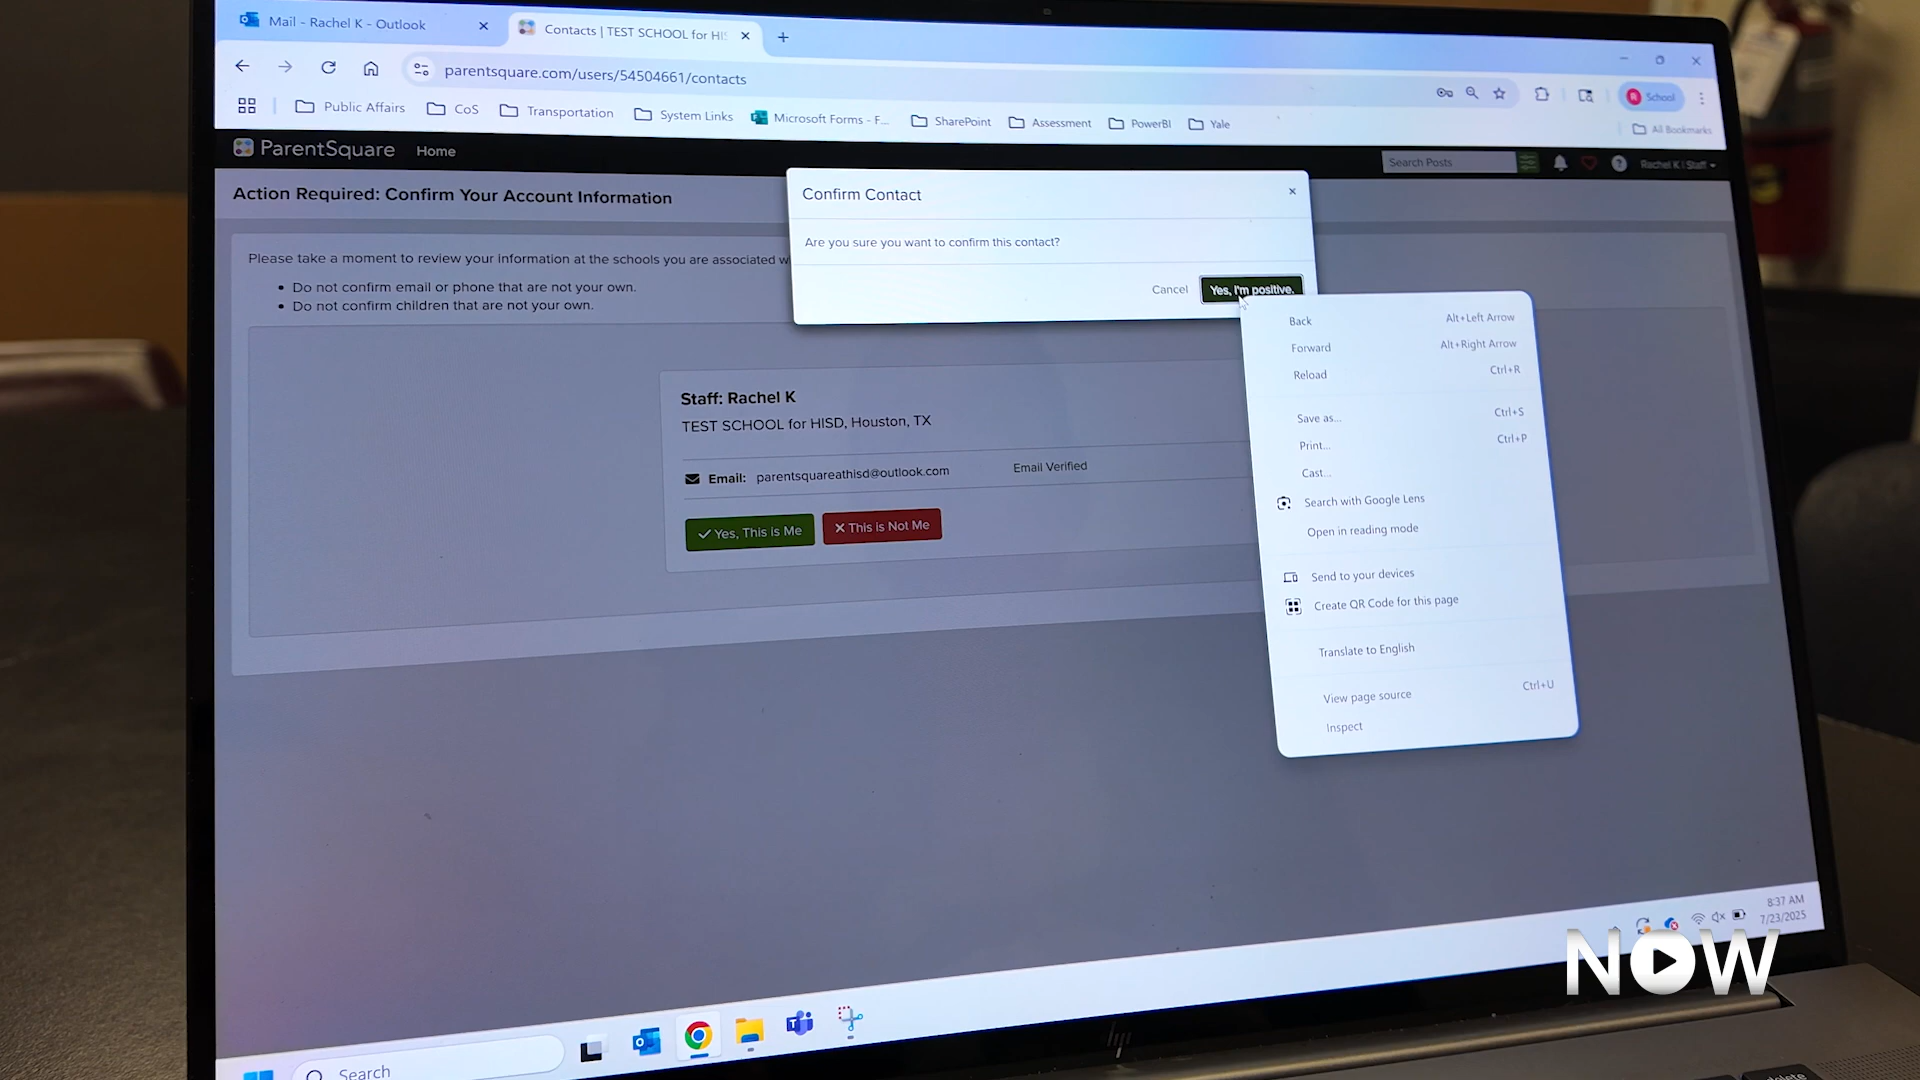 Mail - Rachel K - Outlook
Contacts | TEST SCHOOL for HI
parentsquare.com/users/54504661/contacts
School
Public Affairs
CoS
Transportation
System Links
Microsoft Forms - F...
SharePoint
Assessment
PowerBI
Yale
All Bookmarks
ParentSquare
Home
Search Posts
Rachel K | Staff
Action Required: Confirm Your Account Information
Please take a moment to review your information at the schools you are associated w
• Do not confirm email or phone that are not your own.
• Do not confirm children that are not your own.
Confirm Contact
Are you sure you want to confirm this contact?
Cancel
Yes, I'm positive.
Staff: Rachel K
TEST SCHOOL for HISD, Houston, TX
Email: parentsquareathisd@outlook.com
Email Verified
Yes, This is Me
This is Not Me
Back Alt+Left Arrow
Forward Alt+Right Arrow
Reload Ctrl+R
Save as... Ctrl+S
Print... Ctrl+P
Cast...
Search with Google Lens
Open in reading mode
Send to your devices
Create QR Code for this page
Translate to English
View page source Ctrl+U
Inspect
8:37 AM
7/23/2025
NOW
Search
hp